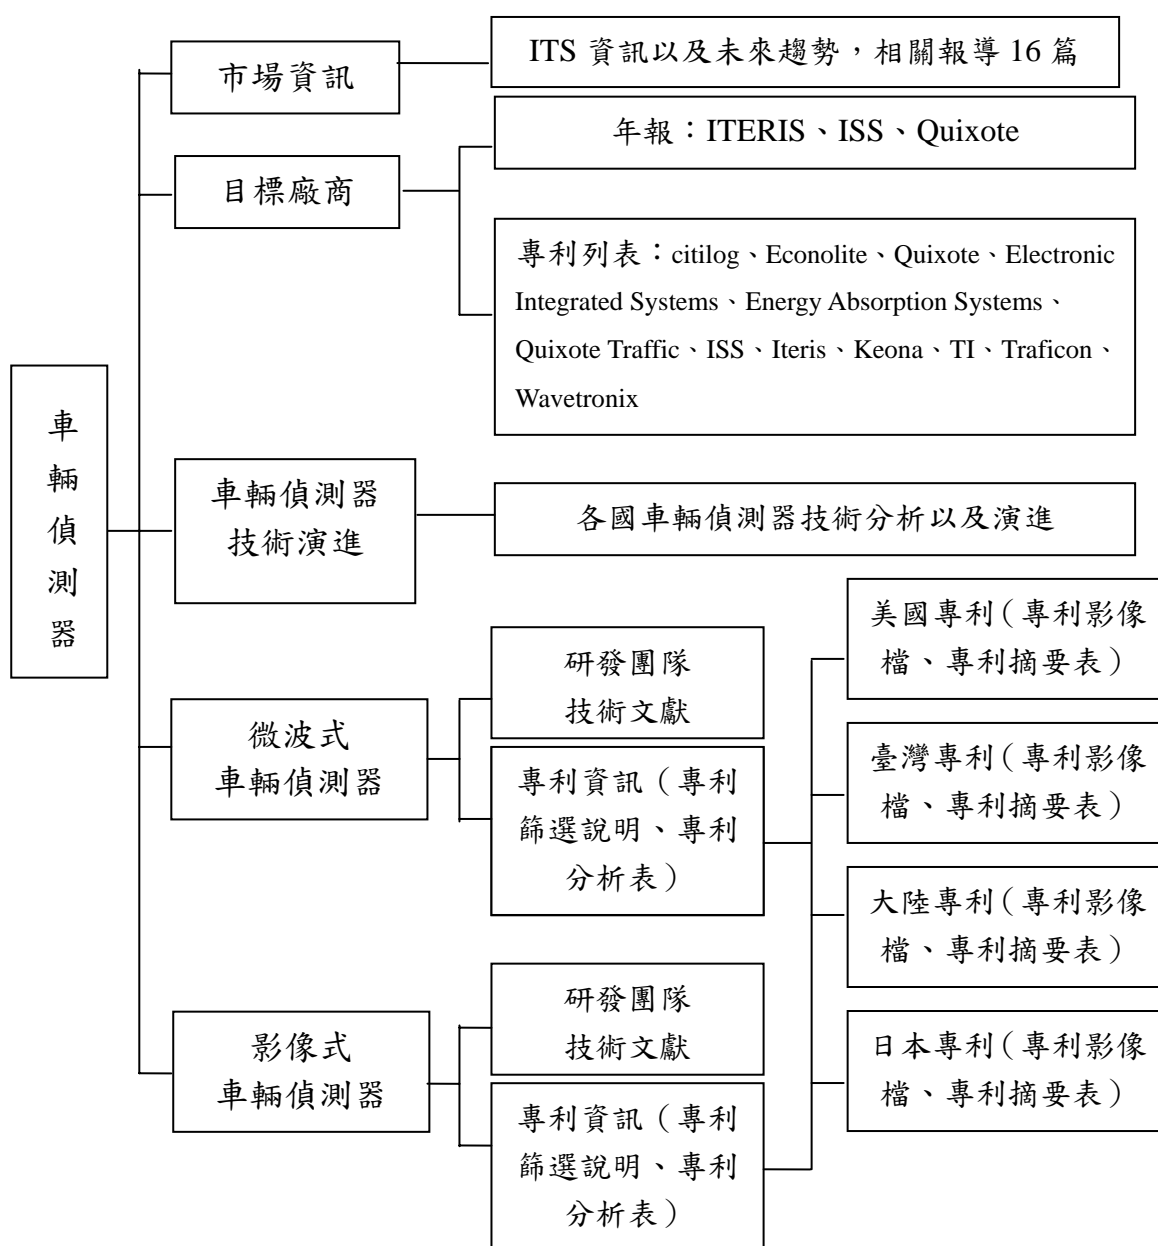 市場資訊
ITS 資訊以及未來趨勢，相關報導 16 篇
目標廠商
年報：ITERIS、ISS、Quixote
專利列表：citilog、Econolite、Quixote、Electronic
Integrated Systems、Energy Absorption Systems、
Quixote Traffic、ISS、Iteris、Keona、TI、Traficon、
Wavetronix
車
輛
偵
測
器
車輛偵測器
技術演進
各國車輛偵測器技術分析以及演進
微波式
車輛偵測器
研發團隊
技術文獻
專利資訊（專利
篩選說明、專利
分析表）
影像式
車輛偵測器
研發團隊
技術文獻
專利資訊（專利
篩選說明、專利
分析表）
美國專利（專利影像
檔、專利摘要表）
臺灣專利（專利影像
檔、專利摘要表）
大陸專利（專利影像
檔、專利摘要表）
日本專利（專利影像
檔、專利摘要表）